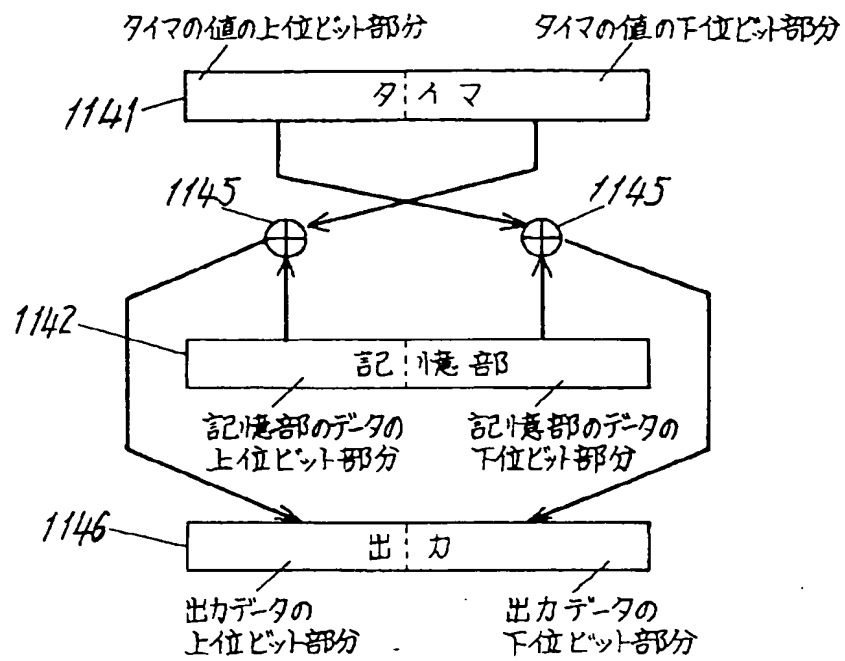 タイマの値の上位ビット部分
タイマの値の下位ビット部分
1141
タイマ
1145
1145
1142
記憶部
記憶部のデータの
上位ビット部分
記憶部のデータの
下位ビット部分
1146
出力
出力データの
上位ビット部分
出力データの
下位ビット部分